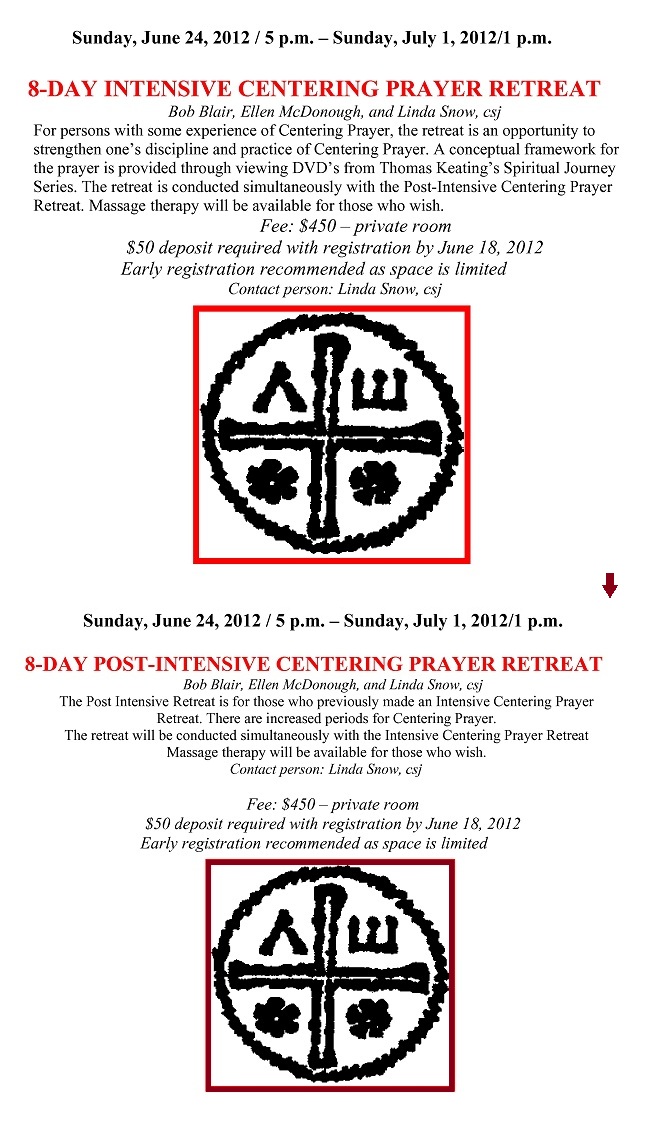 Sunday, June 24, 2012 / 5 p.m. – Sunday, July 1, 2012/1 p.m.
8-DAY INTENSIVE CENTERING PRAYER RETREAT
Bob Blair, Ellen McDonough, and Linda Snow, csj
For persons with some experience of Centering Prayer, the retreat is an opportunity to
strengthen one’s discipline and practice of Centering Prayer. A conceptual framework for
the prayer is provided through viewing DVD’s from Thomas Keating’s Spiritual Journey
Series. The retreat is conducted simultaneously with the Post-Intensive Centering Prayer
Retreat. Massage therapy will be available for those who wish.
Fee: $450 – private room
$50 deposit required with registration by June 18, 2012
Early registration recommended as space is limited
Contact person: Linda Snow, csj
Sunday, June 24, 2012 / 5 p.m. – Sunday, July 1, 2012/1 p.m.
8-DAY POST-INTENSIVE CENTERING PRAYER RETREAT
Bob Blair, Ellen McDonough, and Linda Snow, csj
The Post Intensive Retreat is for those who previously made an Intensive Centering Prayer
Retreat. There are increased periods for Centering Prayer.
The retreat will be conducted simultaneously with the Intensive Centering Prayer Retreat
Massage therapy will be available for those who wish.
Contact person: Linda Snow, csj
Fee: $450 – private room
$50 deposit required with registration by June 18, 2012
Early registration recommended as space is limited